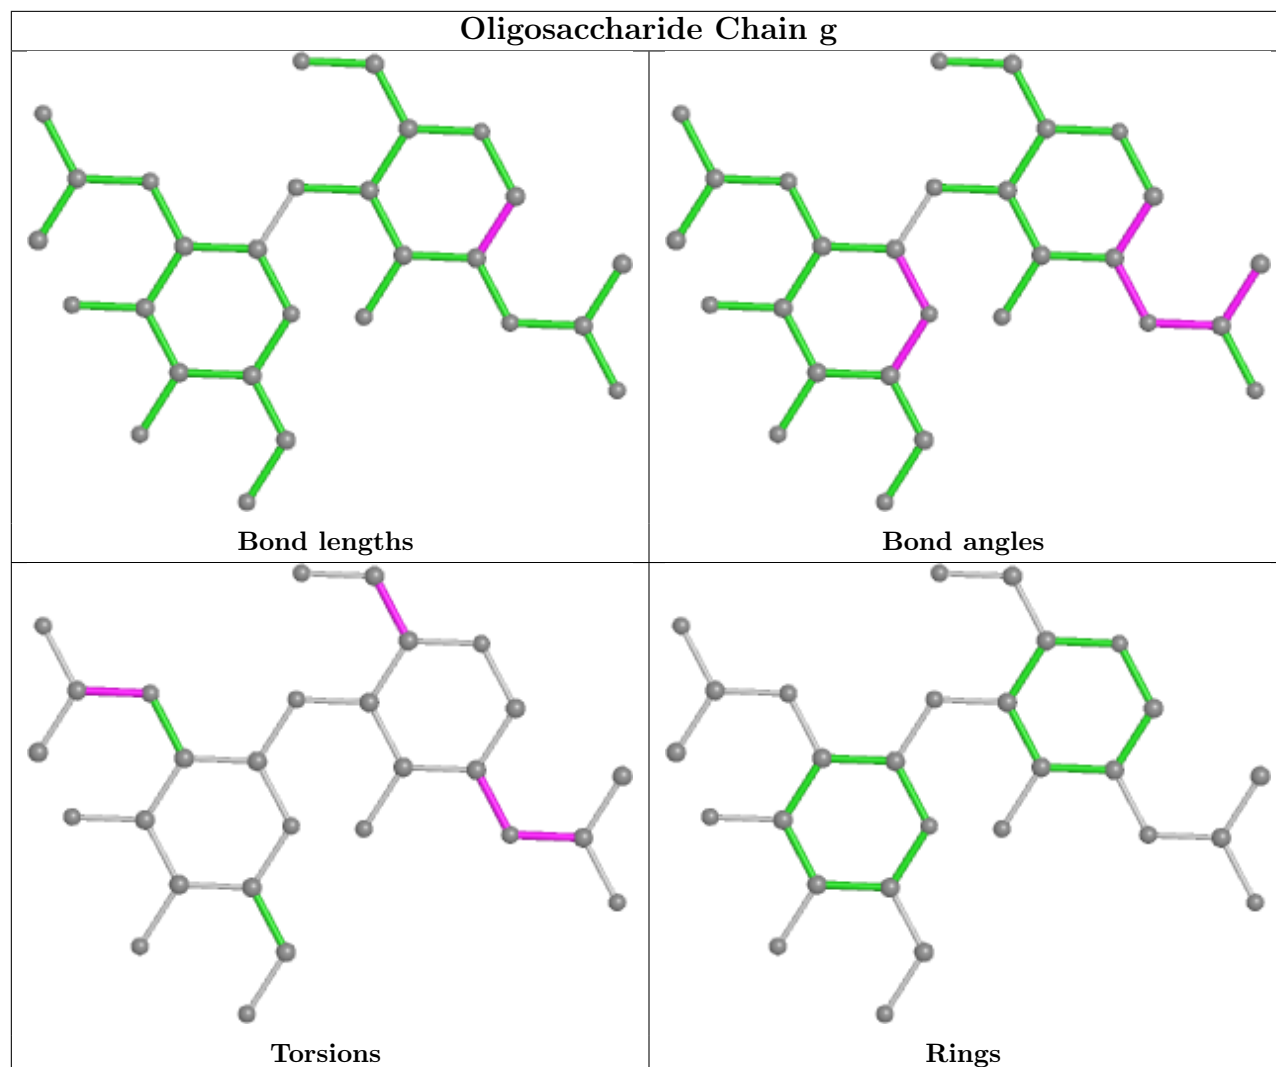 Oligosaccharide Chain g
Bond lengths
Bond angles
Torsions
Rings